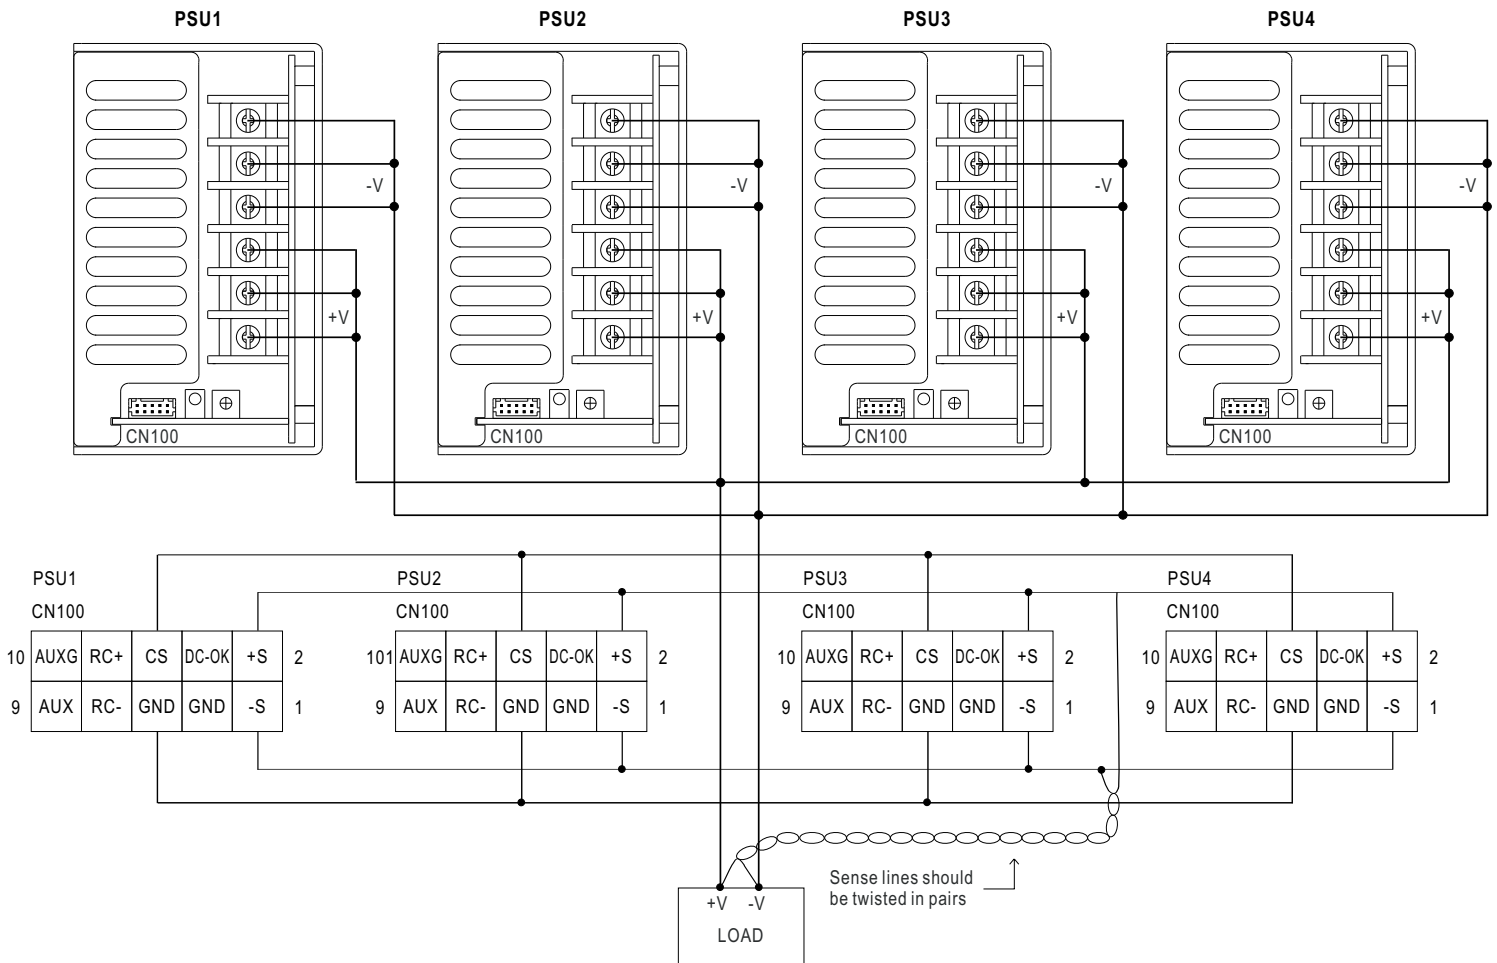 PSU1 PSU2 PSU3 PSU4
-V -V -V -V
+V +V +V +V
CN100 CN100 CN100 CN100
PSU1 PSU2 PSU3 PSU4
CN100 CN100 CN100 CN100
10 AUXG RC+ CS DC-OK +S 2 101 AUXG RC+ CS DC-OK +S 2 10 AUXG RC+ CS DC-OK +S 2 10 AUXG RC+ CS DC-OK +S 2
9 AUX RC- GND GND -S 1 9 AUX RC- GND GND -S 1 9 AUX RC- GND GND -S 1 9 AUX RC- GND GND -S 1
Sense lines should
be twisted in pairs
+V -V
LOAD